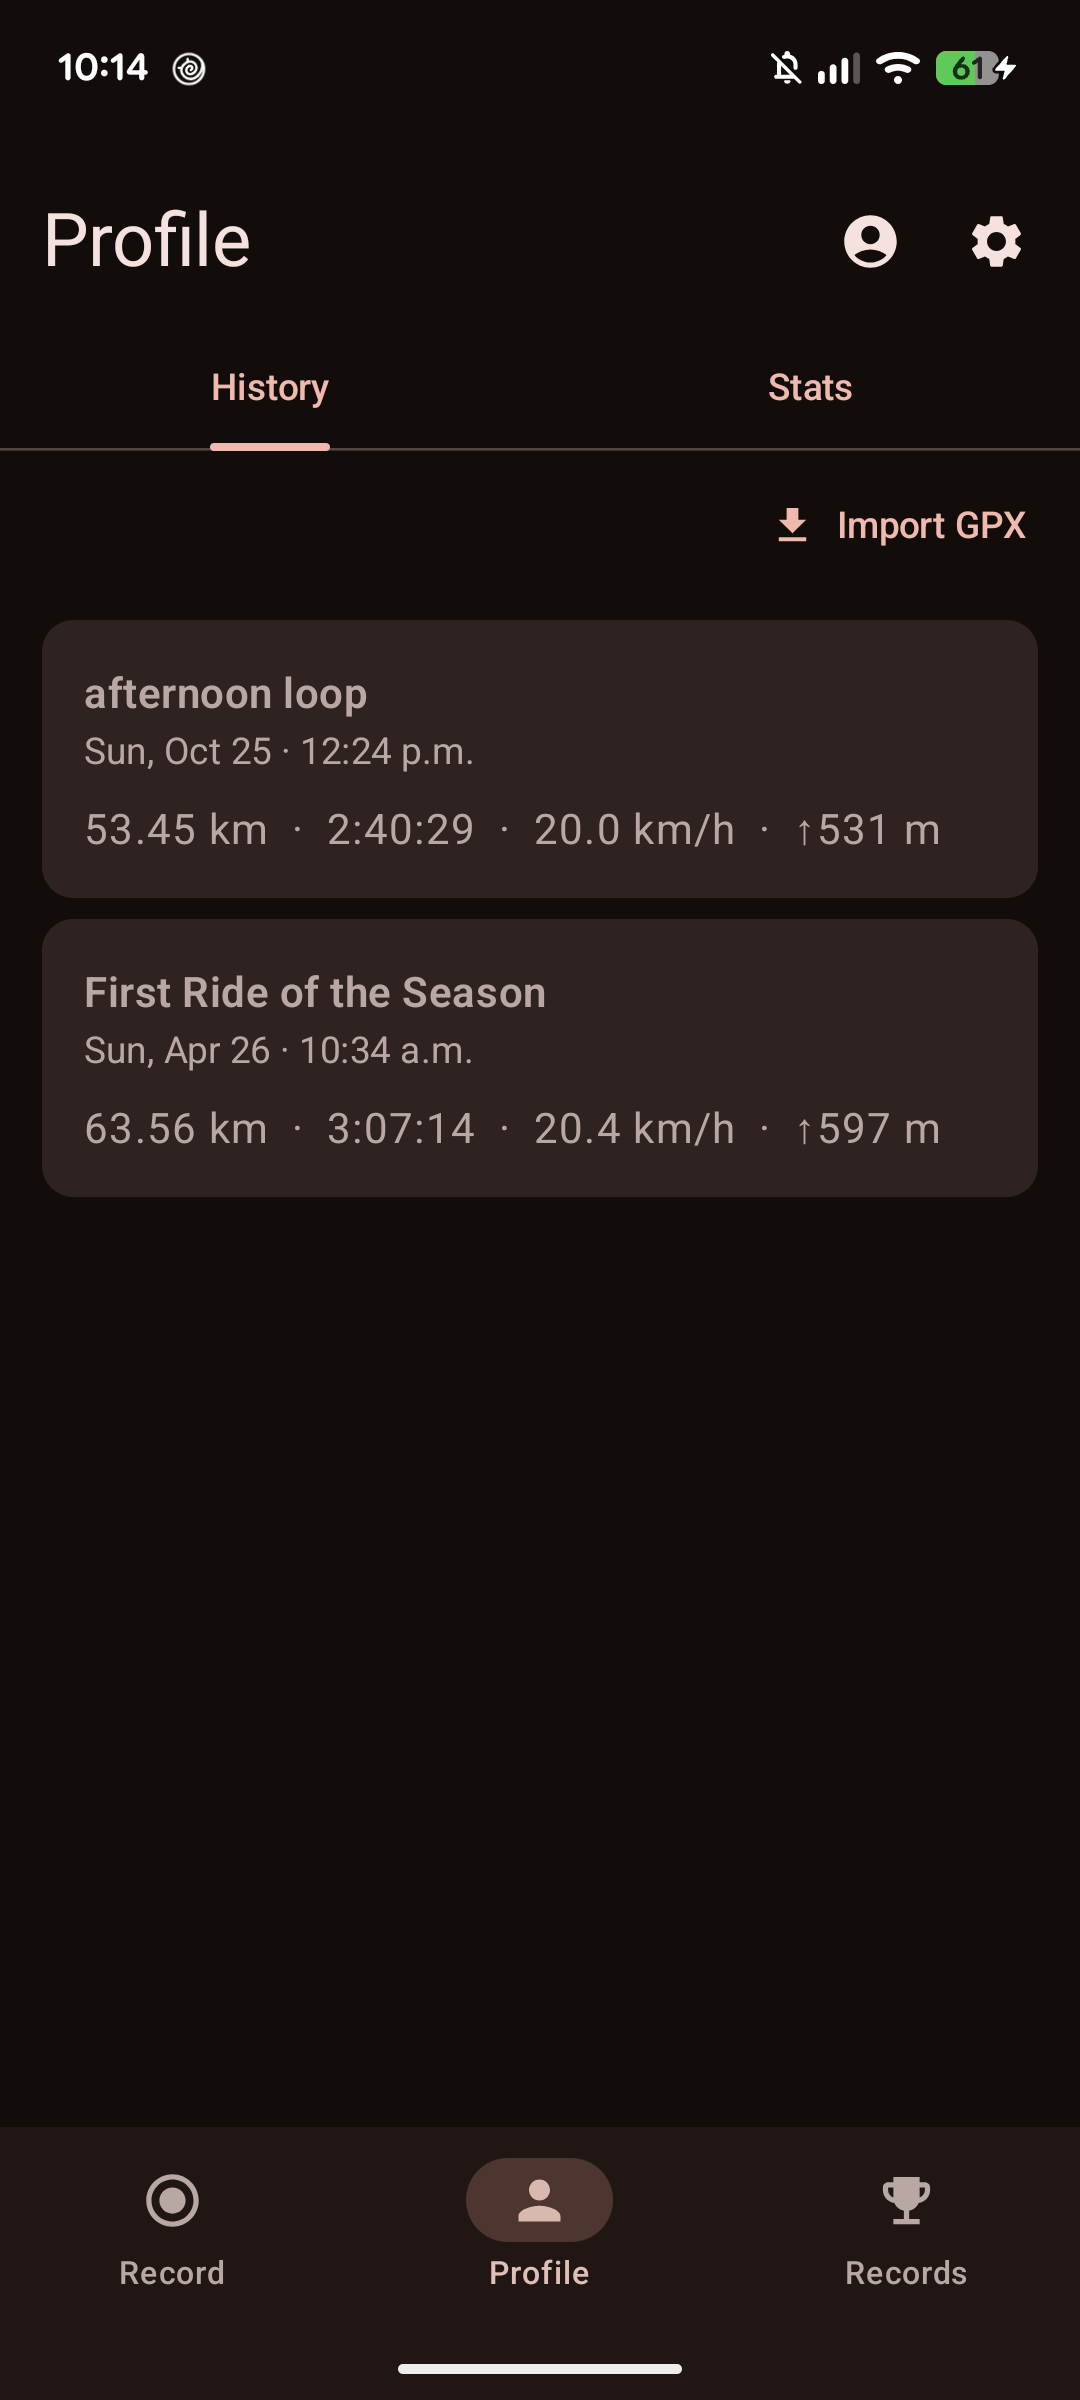 10:14
61
Profile
History
Stats
Import GPX
afternoon loop
Sun, Oct 25 · 12:24 p.m.
53.45 km · 2:40:29 · 20.0 km/h · ↑531 m
First Ride of the Season
Sun, Apr 26 · 10:34 a.m.
63.56 km · 3:07:14 · 20.4 km/h · ↑597 m
Record
Profile
Records